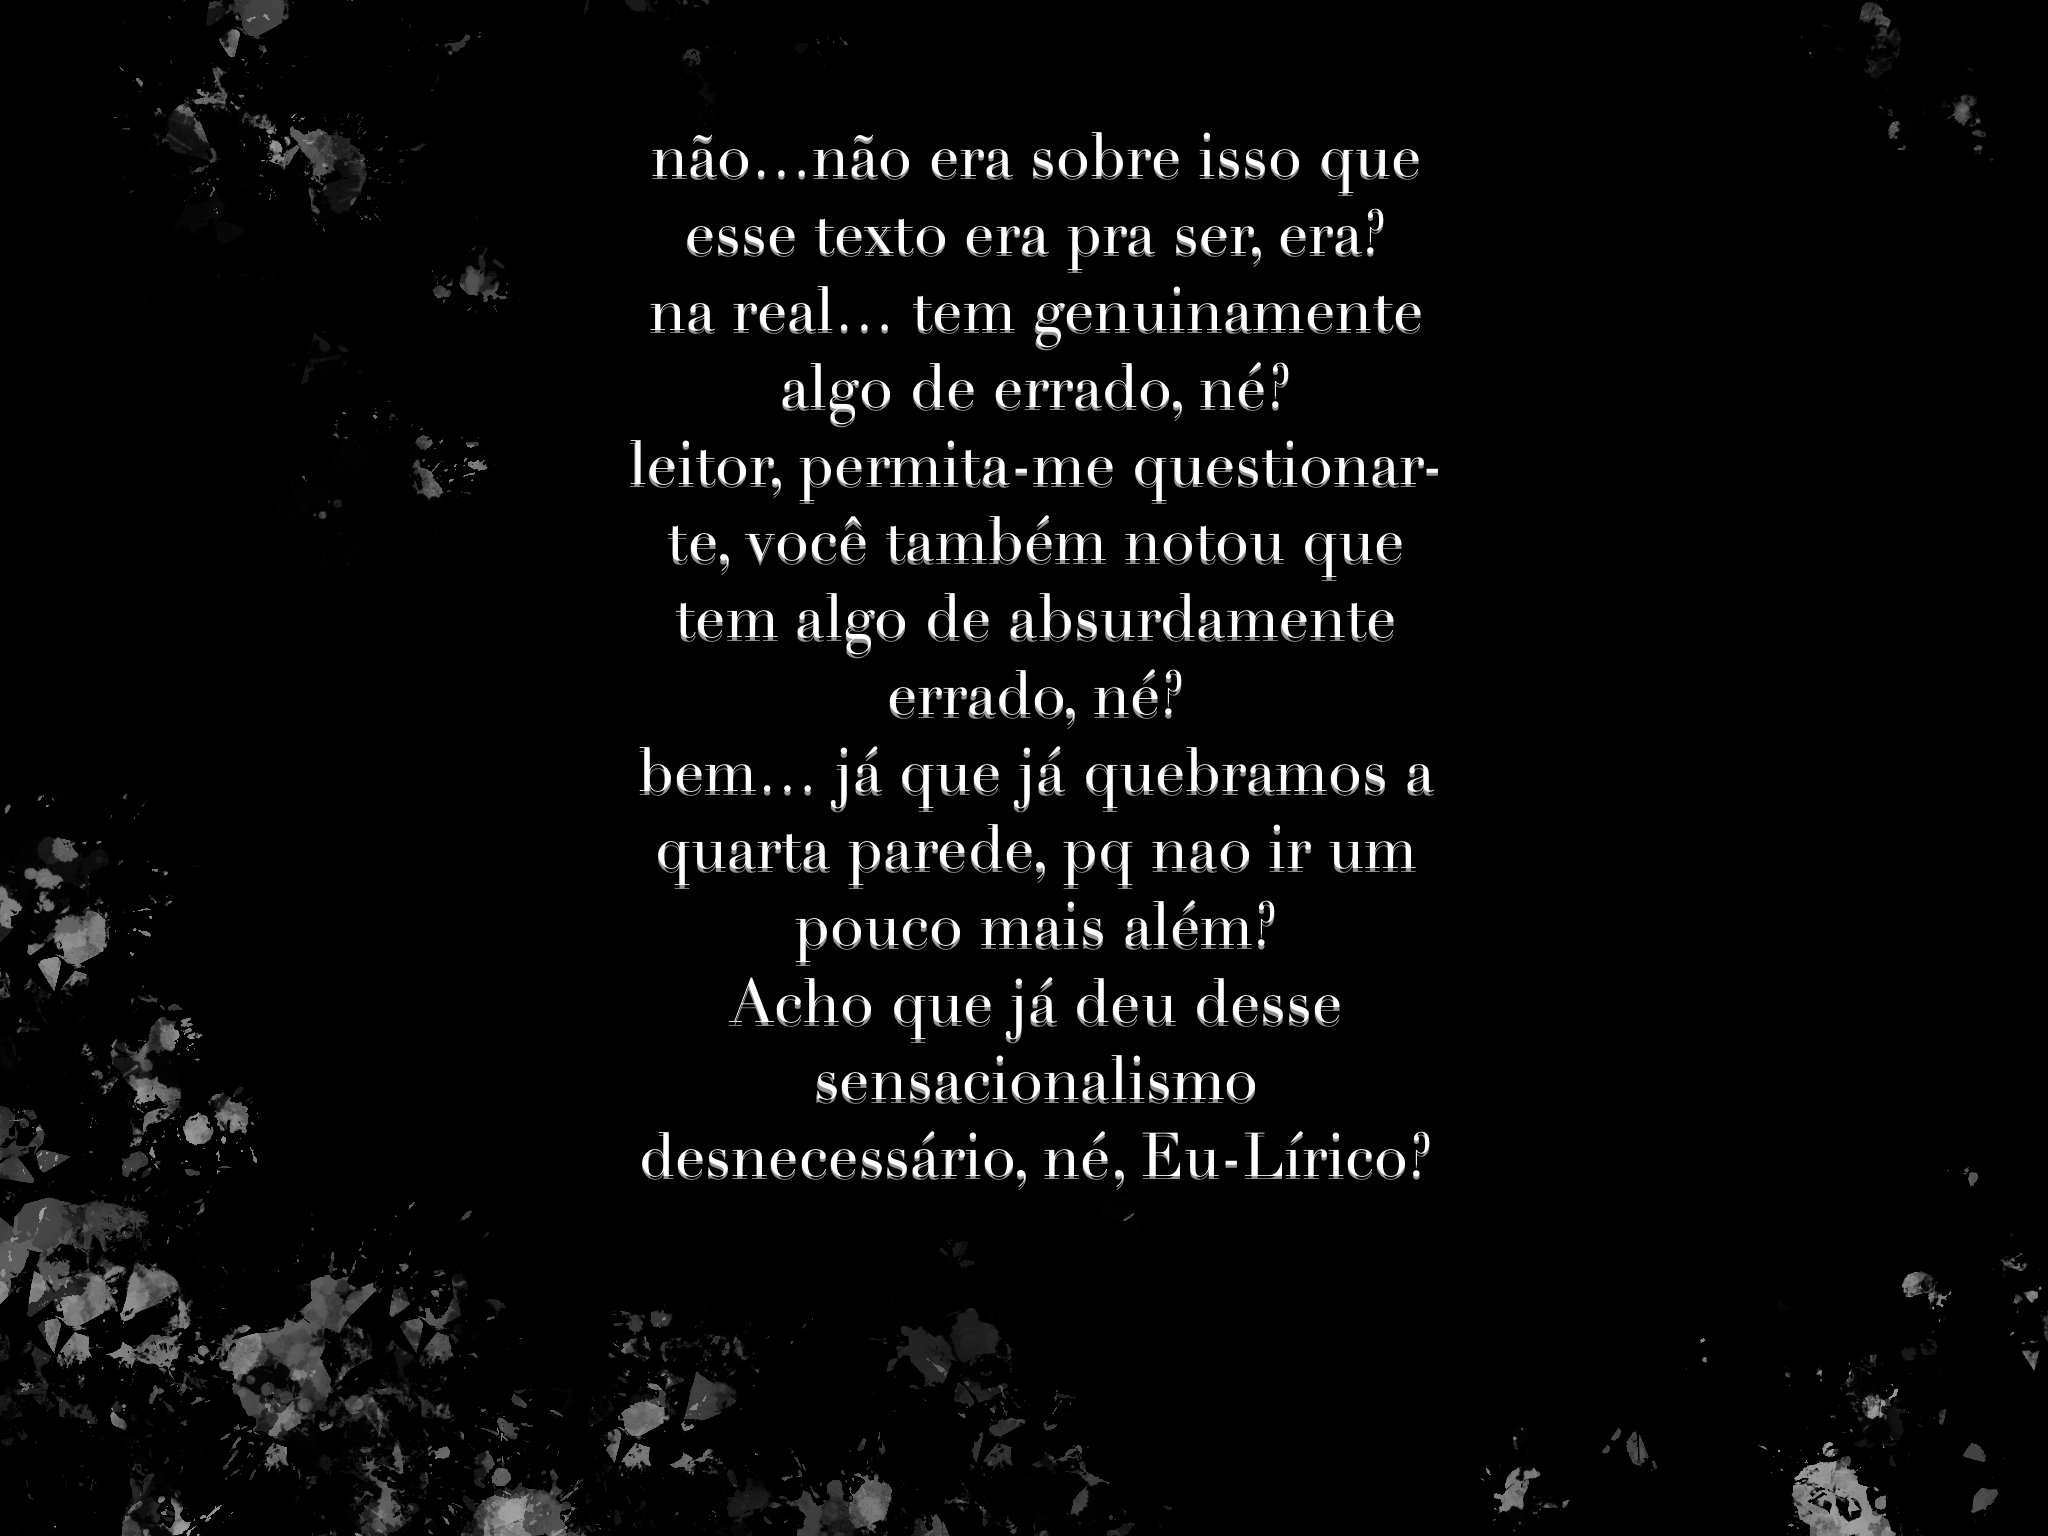 não...não era sobre isso que
esse texto era pra ser, era?
na real... tem genuinamente
algo de errado, né?
leitor, permita-me questionar-
te, você também notou que
tem algo de absurdamente
errado, né?
bem... já que já quebramos a
quarta parede, pq nao ir um
pouco mais além?
Acho que já deu desse
sensacionalismo
desnecessário, né, Eu-Lírico?